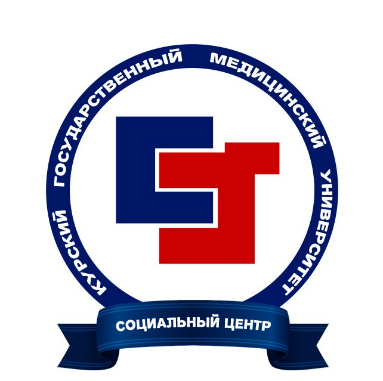 КУРСКИЙ ГОСУДАРСТВЕННЫЙ МЕДИЦИНСКИЙ УНИВЕРСИТЕТ
СОЦИАЛЬНЫЙ ЦЕНТР